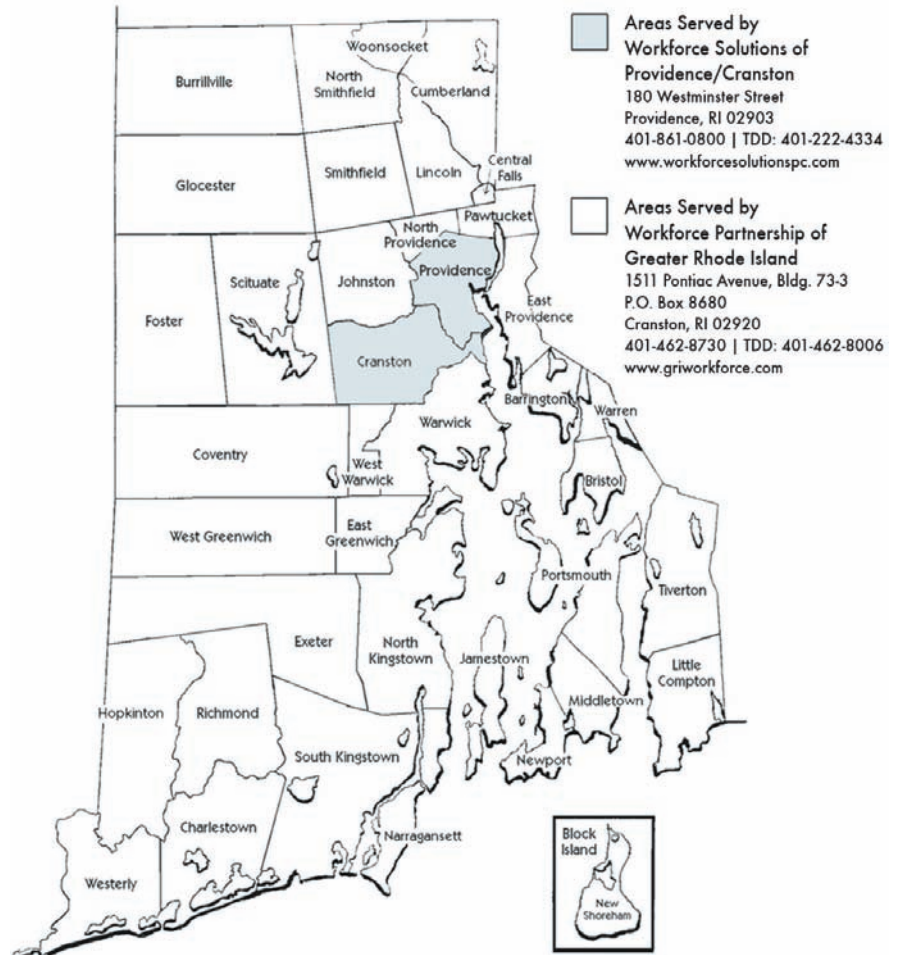 Areas Served by
Workforce Solutions of
Providence/Cranston
180 Westminster Street
Providence, RI 02903
401-861-0800 | TDD: 401-222-4334
www.workforcesolutionspc.com
Areas Served by
Workforce Partnership of
Greater Rhode Island
1511 Pontiac Avenue, Bldg. 73-3
P.O. Box 8680
Cranston, RI 02920
401-462-8730 | TDD: 401-462-8006
www.griworkforce.com
Woonsocket
Burrillville
North
Smithfield
Cumberland
Glocester
Smithfield
Lincoln
Central
Falls
Pawtucket
North
Providence
Scituate
Johnston
Providence
Foster
East
Providence
Cranston
Barrington
Warren
Warwick
Coventry
West
Warwick
Bristol
West Greenwich
East
Greenwich
Portsmouth
Tiverton
Exeter
North
Kingstown
Jamestown
Little
Compton
Hopkinton
Richmond
Middletown
South Kingstown
Newport
Charlestown
Narragansett
Westerly
Block
Island
New
Shoreham